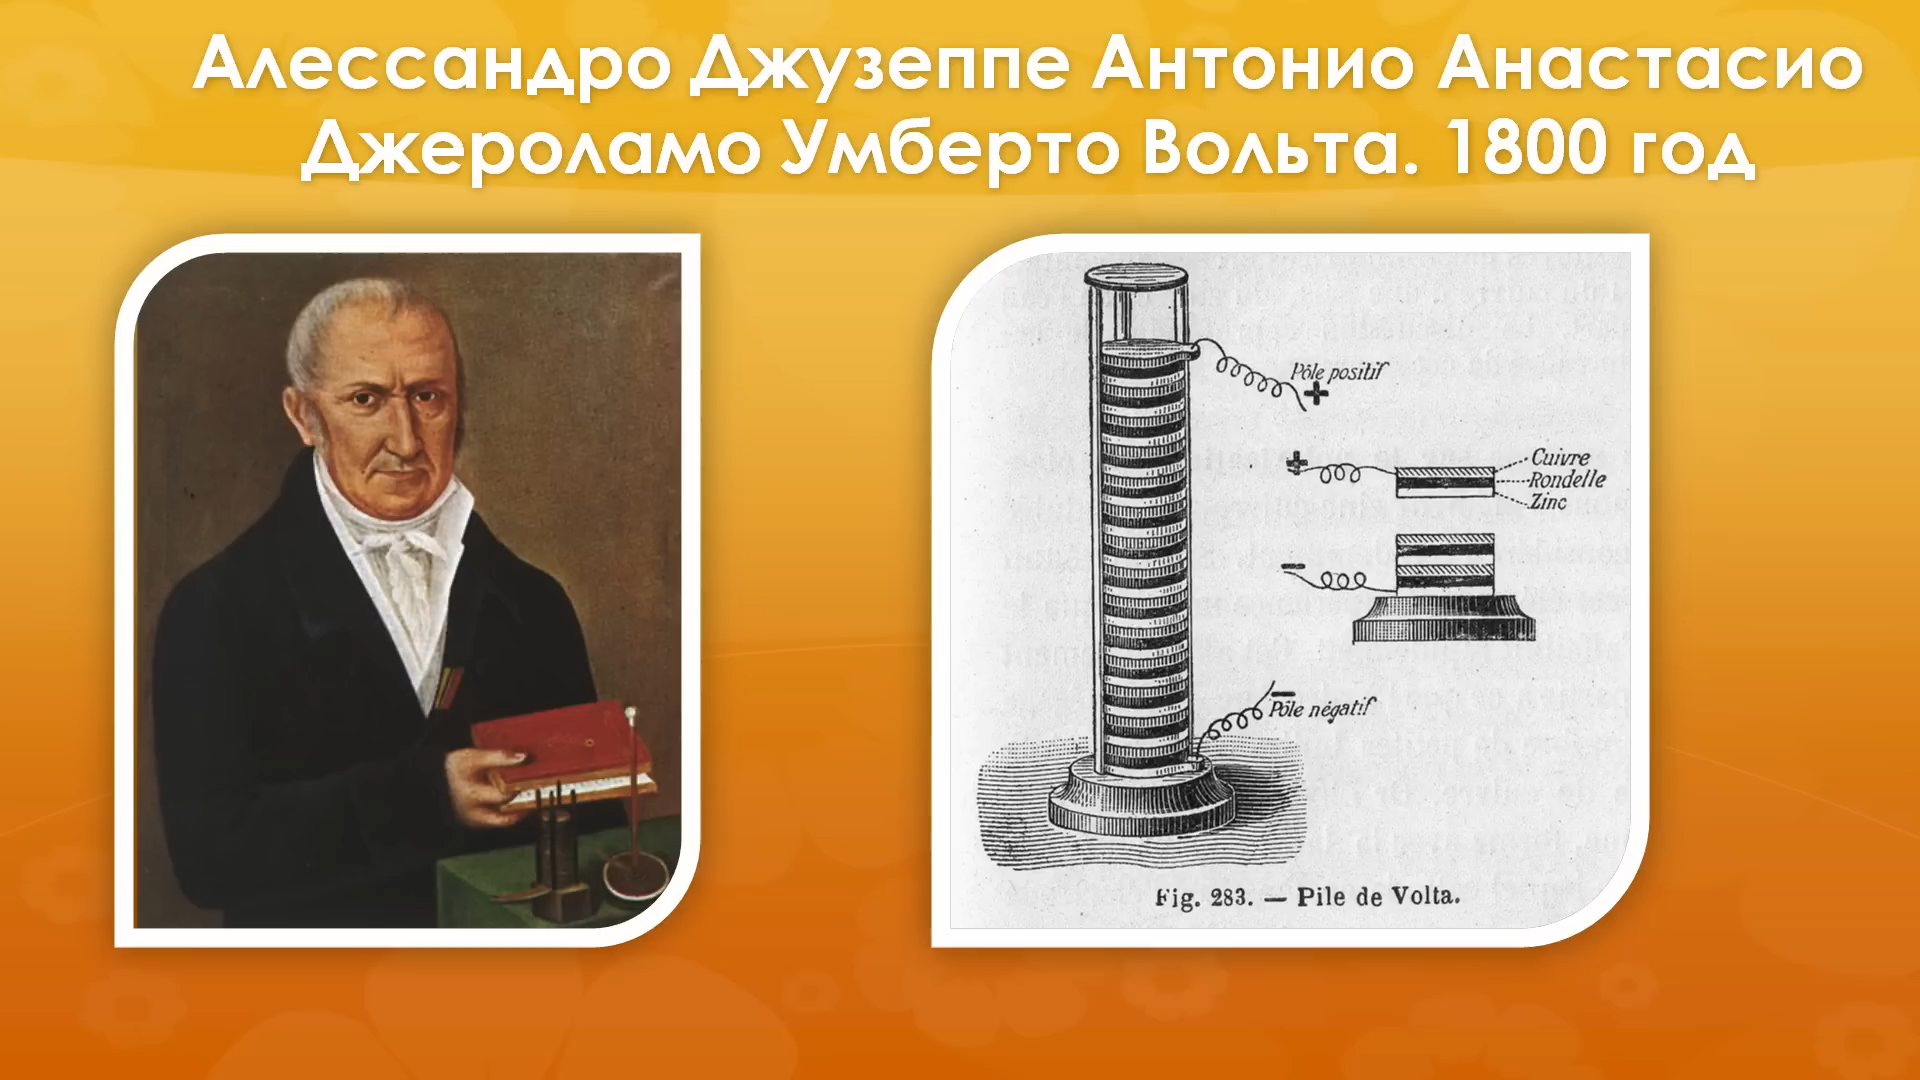 Алессандро Джузеппе Антонио Анастасио
Джероламо Умберто Вольта. 1800 год
Pôle positif
+
+
Cuivre
Rondelle
Zinc
−
−
Pôle négatif
Fig. 283. — Pile de Volta.